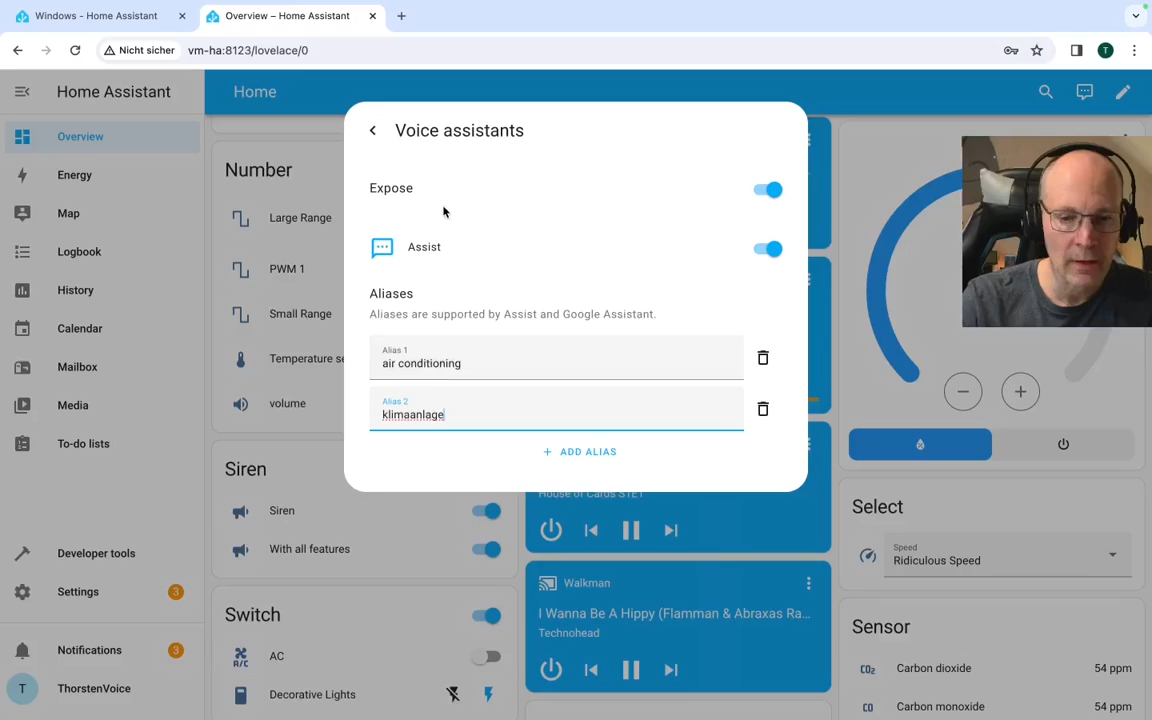 Windows - Home Assistant
Overview – Home Assistant
Nicht sicher
vm-ha:8123/lovelace/0
T
Home Assistant
Home
Overview
Energy
Map
Logbook
History
Calendar
Mailbox
Media
To-do lists
Developer tools
Settings
3
Notifications
3
T
ThorstenVoice
Number
Large Range
PWM 1
Small Range
Temperature se
volume
Siren
Siren
With all features
Switch
A/C
AC
Decorative Lights
Voice assistants
Expose
Assist
Aliases
Aliases are supported by Assist and Google Assistant.
Alias 1
air conditioning
Alias 2
klimaanlage
ADD ALIAS
Walkman
I Wanna Be A Hippy (Flamman & Abraxas Ra...
Technohead
Select
Speed
Ridiculous Speed
Sensor
CO₂
Carbon dioxide
54 ppm
CO
Carbon monoxide
54 ppm